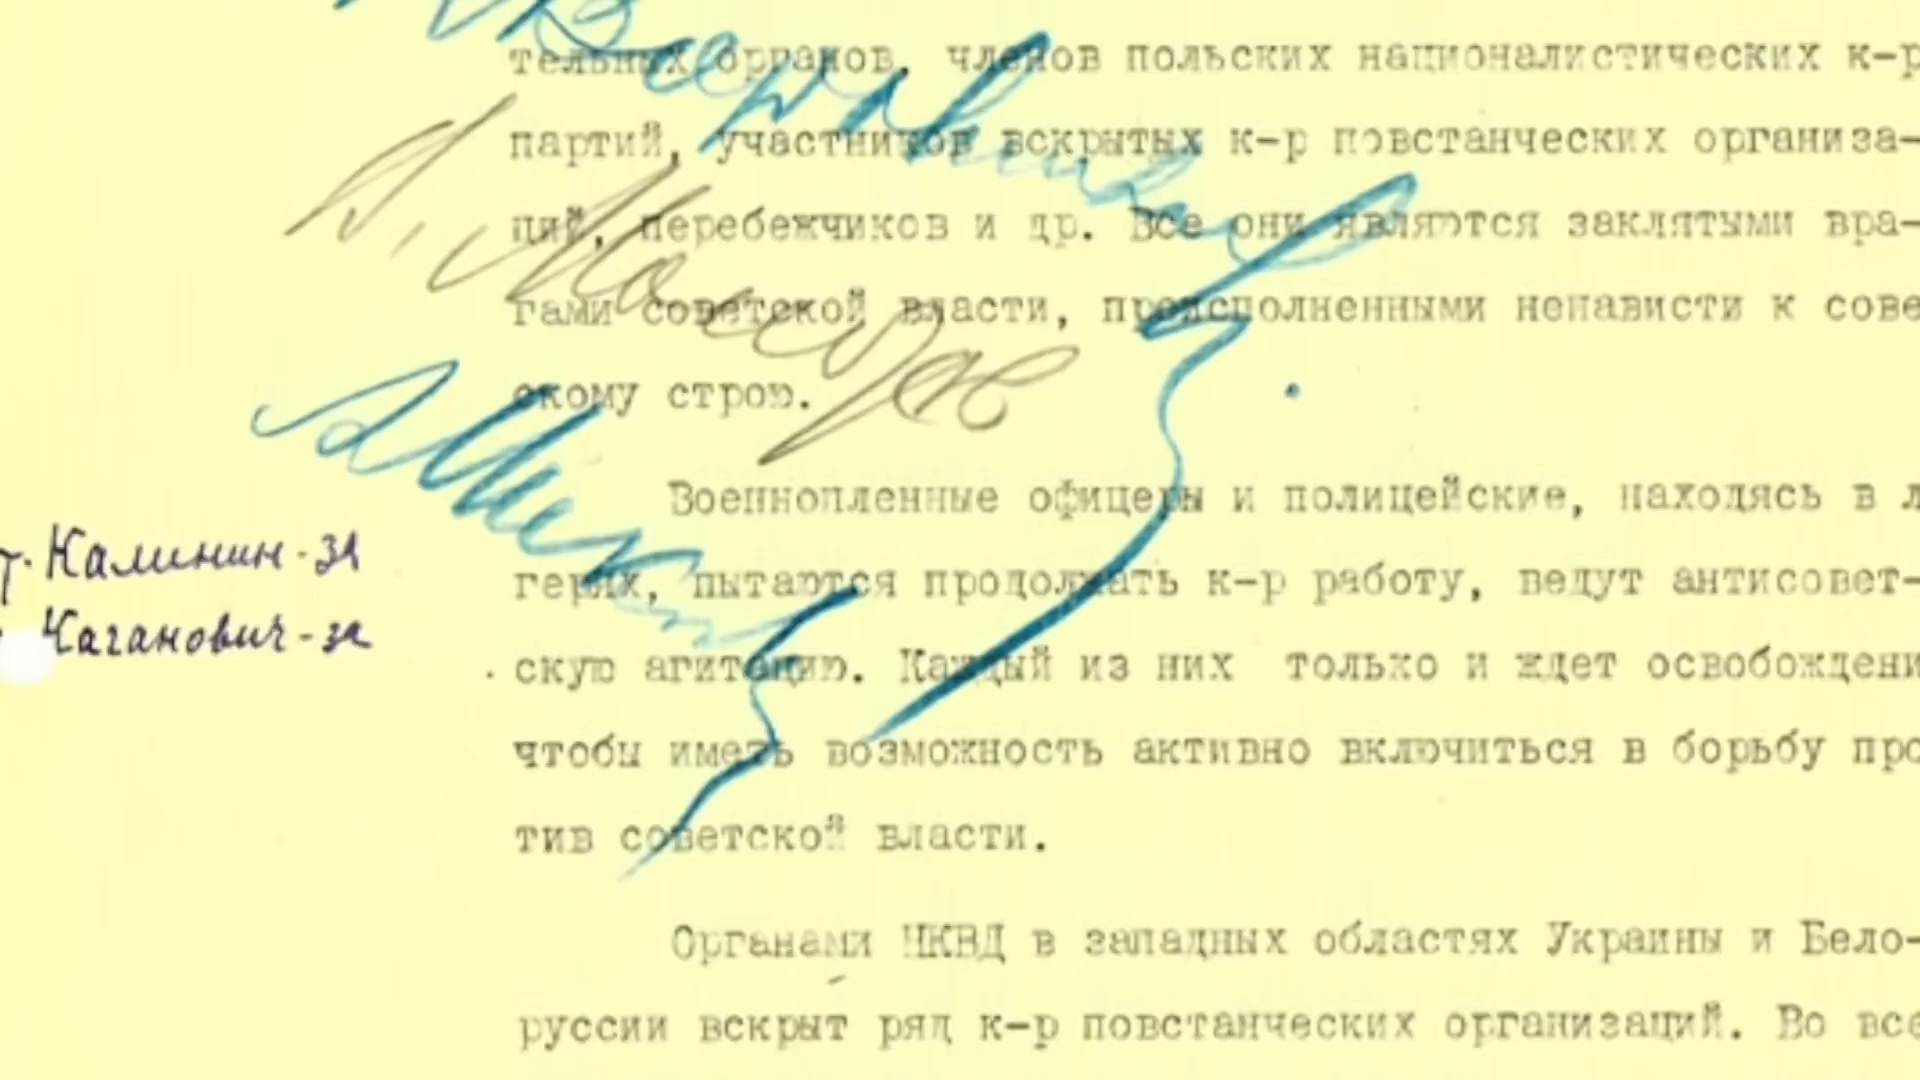 К Ворошилов
тельных органов, членов польских националистических к-р
партий, участников вскрытых к-р повстанческих организа-
ций, перебежчиков и др. Все они являются заклятыми вра-
гами советской власти, преисполненными ненависти к сове
скому строю.
В. Молотов
А Микоян
Военнопленные офицеры и полицейские, находясь в л
герях, пытаются продолжать к-р работу, ведут антисовет-
скую агитацию. Каждый из них только и ждет освобождени
чтобы иметь возможность активно включиться в борьбу про
тив советской власти.
т. Калинин - за
Каганович - за
Органами НКВД в западных областях Украины и Бело-
руссии вскрыт ряд к-р повстанческих организаций. Во все